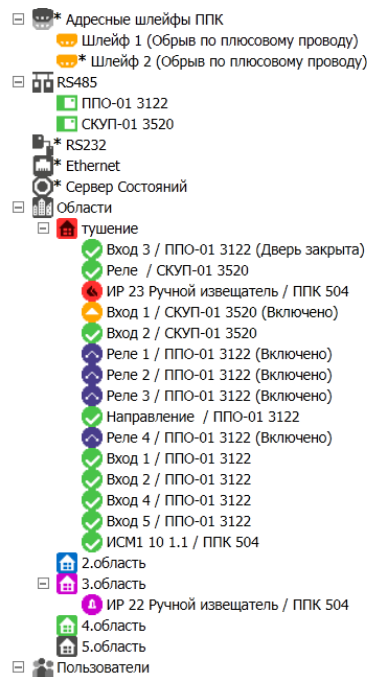 * Адресные шлейфы ППК
Шлейф 1 (Обрыв по плюсовому проводу)
* Шлейф 2 (Обрыв по плюсовому проводу)
RS485
ППО-01 3122
СКУП-01 3520
* RS232
* Ethernet
* Сервер Состояний
Области
тушение
Вход 3 / ППО-01 3122 (Дверь закрыта)
Реле / СКУП-01 3520
ИР 23 Ручной извещатель / ППК 504
Вход 1 / СКУП-01 3520 (Включено)
Вход 2 / СКУП-01 3520
Реле 1 / ППО-01 3122 (Включено)
Реле 2 / ППО-01 3122 (Включено)
Реле 3 / ППО-01 3122 (Включено)
Направление / ППО-01 3122
Реле 4 / ППО-01 3122 (Включено)
Вход 1 / ППО-01 3122
Вход 2 / ППО-01 3122
Вход 4 / ППО-01 3122
Вход 5 / ППО-01 3122
ИСМ1 10 1.1 / ППК 504
2.область
3.область
ИР 22 Ручной извещатель / ППК 504
4.область
5.область
Пользователи